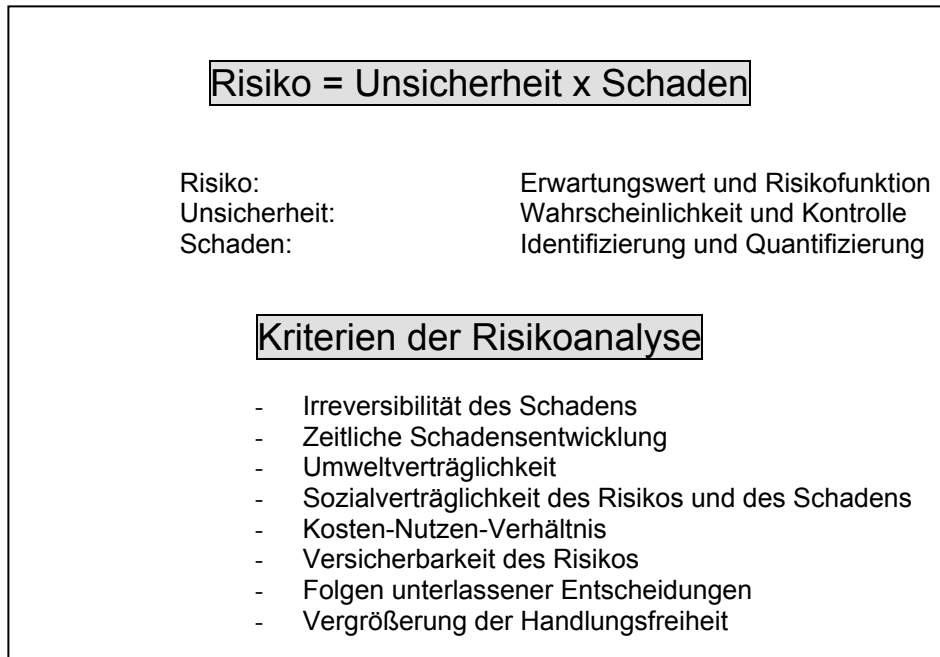 Risiko = Unsicherheit x Schaden
Risiko: Erwartungswert und Risikofunktion
Unsicherheit: Wahrscheinlichkeit und Kontrolle
Schaden: Identifizierung und Quantifizierung
Kriterien der Risikoanalyse
- Irreversibilität des Schadens
- Zeitliche Schadensentwicklung
- Umweltverträglichkeit
- Sozialverträglichkeit des Risikos und des Schadens
- Kosten-Nutzen-Verhältnis
- Versicherbarkeit des Risikos
- Folgen unterlassener Entscheidungen
- Vergrößerung der Handlungsfreiheit